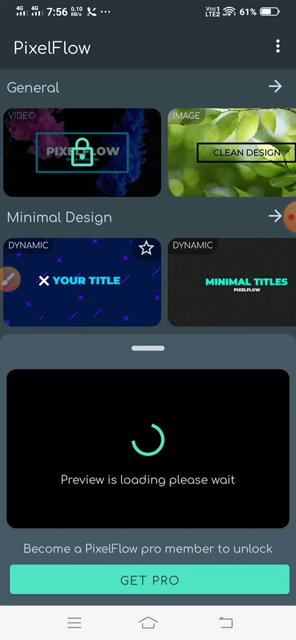 4G 4G 7:56 0.10 KB/S ... Vo) 1 LTE2 61%
PixelFlow
General
VIDEO
PIXELFLOW
IMAGE
CLEAN DESIGN
Minimal Design
DYNAMIC
YOUR TITLE
DYNAMIC
MINIMAL TITLES
PIXELFLOW
Preview is loading please wait
Become a PixelFlow pro member to unlock
GET PRO